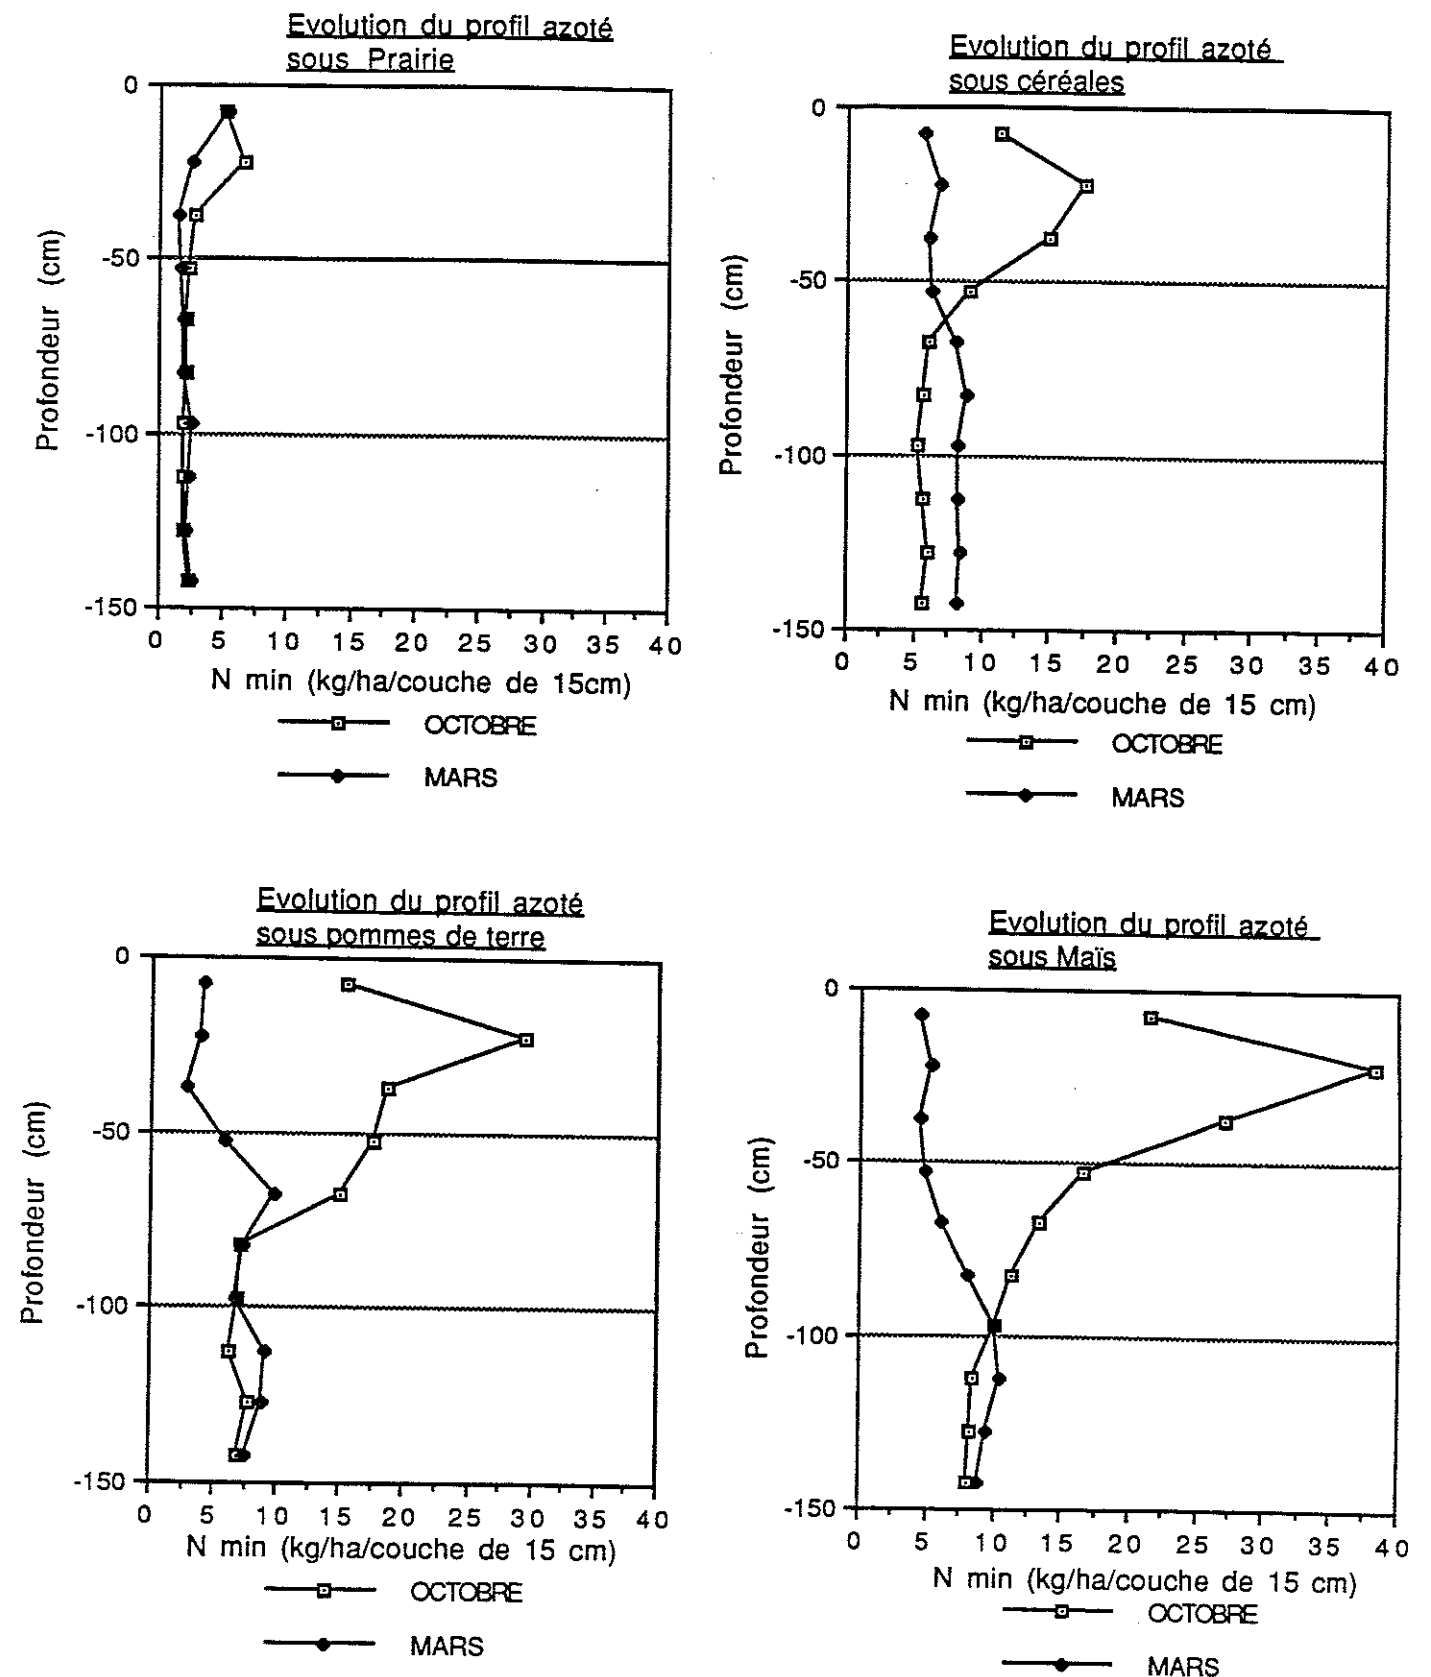 Evolution du profil azoté
sous Prairie
0
-50
-100
-150
Profondeur (cm)
0 5 10 15 20 25 30 35 40
N min (kg/ha/couche de 15cm)
OCTOBRE
MARS
Evolution du profil azoté
sous céréales
0
-50
-100
-150
Profondeur (cm)
0 5 10 15 20 25 30 35 40
N min (kg/ha/couche de 15 cm)
OCTOBRE
MARS
Evolution du profil azoté
sous pommes de terre
0
-50
-100
-150
Profondeur (cm)
0 5 10 15 20 25 30 35 40
N min (kg/ha/couche de 15 cm)
OCTOBRE
MARS
Evolution du profil azoté
sous Maïs
0
-50
-100
-150
Profondeur (cm)
0 5 10 15 20 25 30 35 40
N min (kg/ha/couche de 15 cm)
OCTOBRE
MARS